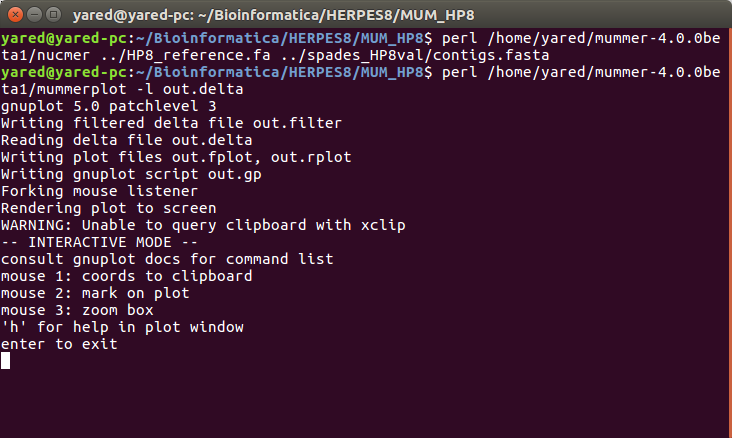 yared@yared-pc: ~/Bioinformatica/HERPES8/MUM_HP8
yared@yared-pc:~/Bioinformatica/HERPES8/MUM_HP8$ perl /home/yared/mummer-4.0.0be
ta1/nucmer ../HP8_reference.fa ../spades_HP8val/contigs.fasta
yared@yared-pc:~/Bioinformatica/HERPES8/MUM_HP8$ perl /home/yared/mummer-4.0.0be
ta1/mummerplot -l out.delta
gnuplot 5.0 patchlevel 3
Writing filtered delta file out.filter
Reading delta file out.delta
Writing plot files out.fplot, out.rplot
Writing gnuplot script out.gp
Forking mouse listener
Rendering plot to screen
WARNING: Unable to query clipboard with xclip
-- INTERACTIVE MODE --
consult gnuplot docs for command list
mouse 1: coords to clipboard
mouse 2: mark on plot
mouse 3: zoom box
'h' for help in plot window
enter to exit